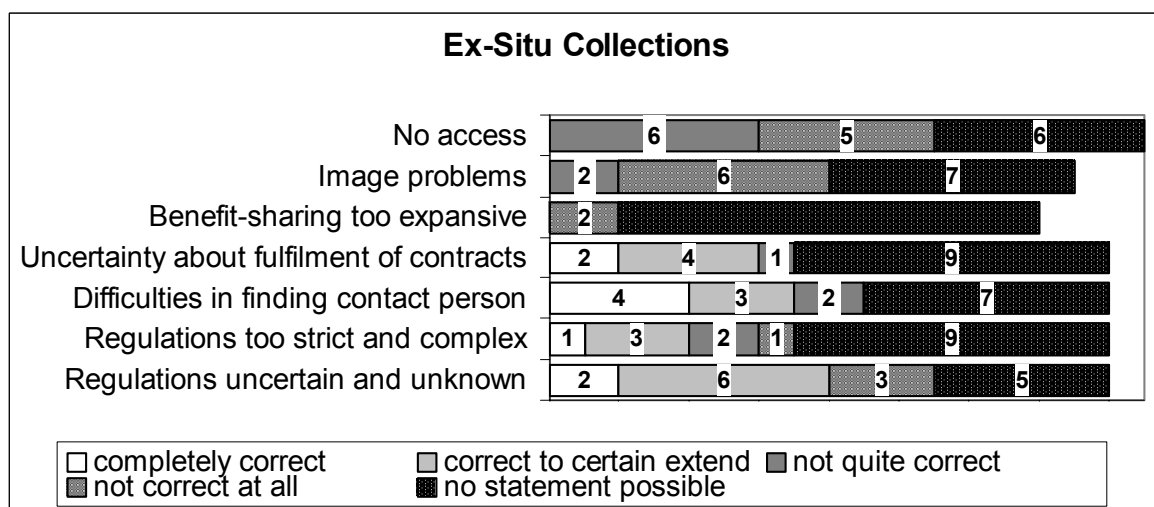 Ex-Situ Collections
No access 6 5 6
Image problems 2 6 7
Benefit-sharing too expansive 2
Uncertainty about fulfilment of contracts 2 4 1 9
Difficulties in finding contact person 4 3 2 7
Regulations too strict and complex 1 3 2 1 9
Regulations uncertain and unknown 2 6 3 5
completely correct correct to certain extend not quite correct
not correct at all no statement possible